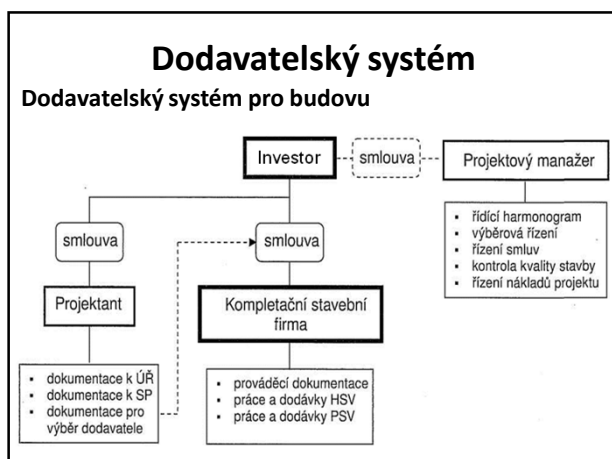 Dodavatelský systém
Dodavatelský systém pro budovu
Investor
smlouva
Projektový manažer
▪ řídící harmonogram
▪ výběrová řízení
▪ řízení smluv
▪ kontrola kvality stavby
▪ řízení nákladů projektu
smlouva
smlouva
Projektant
Kompletační stavební
firma
▪ dokumentace k ÚŘ
▪ dokumentace k SP
▪ dokumentace pro
výběr dodavatele
▪ prováděcí dokumentace
▪ práce a dodávky HSV
▪ práce a dodávky PSV